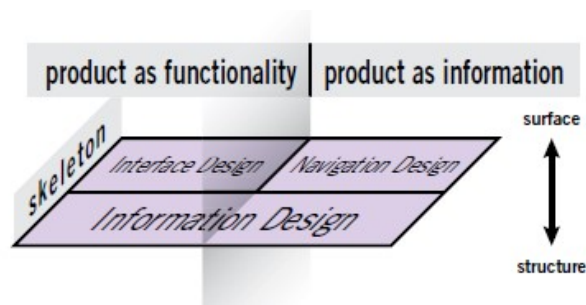 product as functionality product as information
surface
skeleton
Interface Design Navigation Design
Information Design
structure